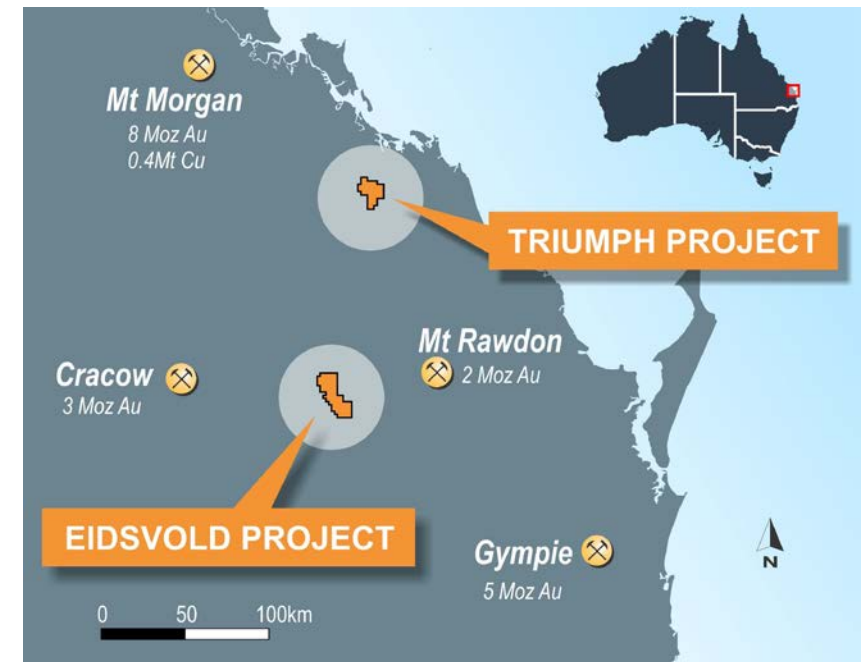 Mt Morgan
8 Moz Au
0.4Mt Cu
TRIUMPH PROJECT
Mt Rawdon
2 Moz Au
Cracow
3 Moz Au
EIDSVOLD PROJECT
Gympie
5 Moz Au
N
0 50 100km